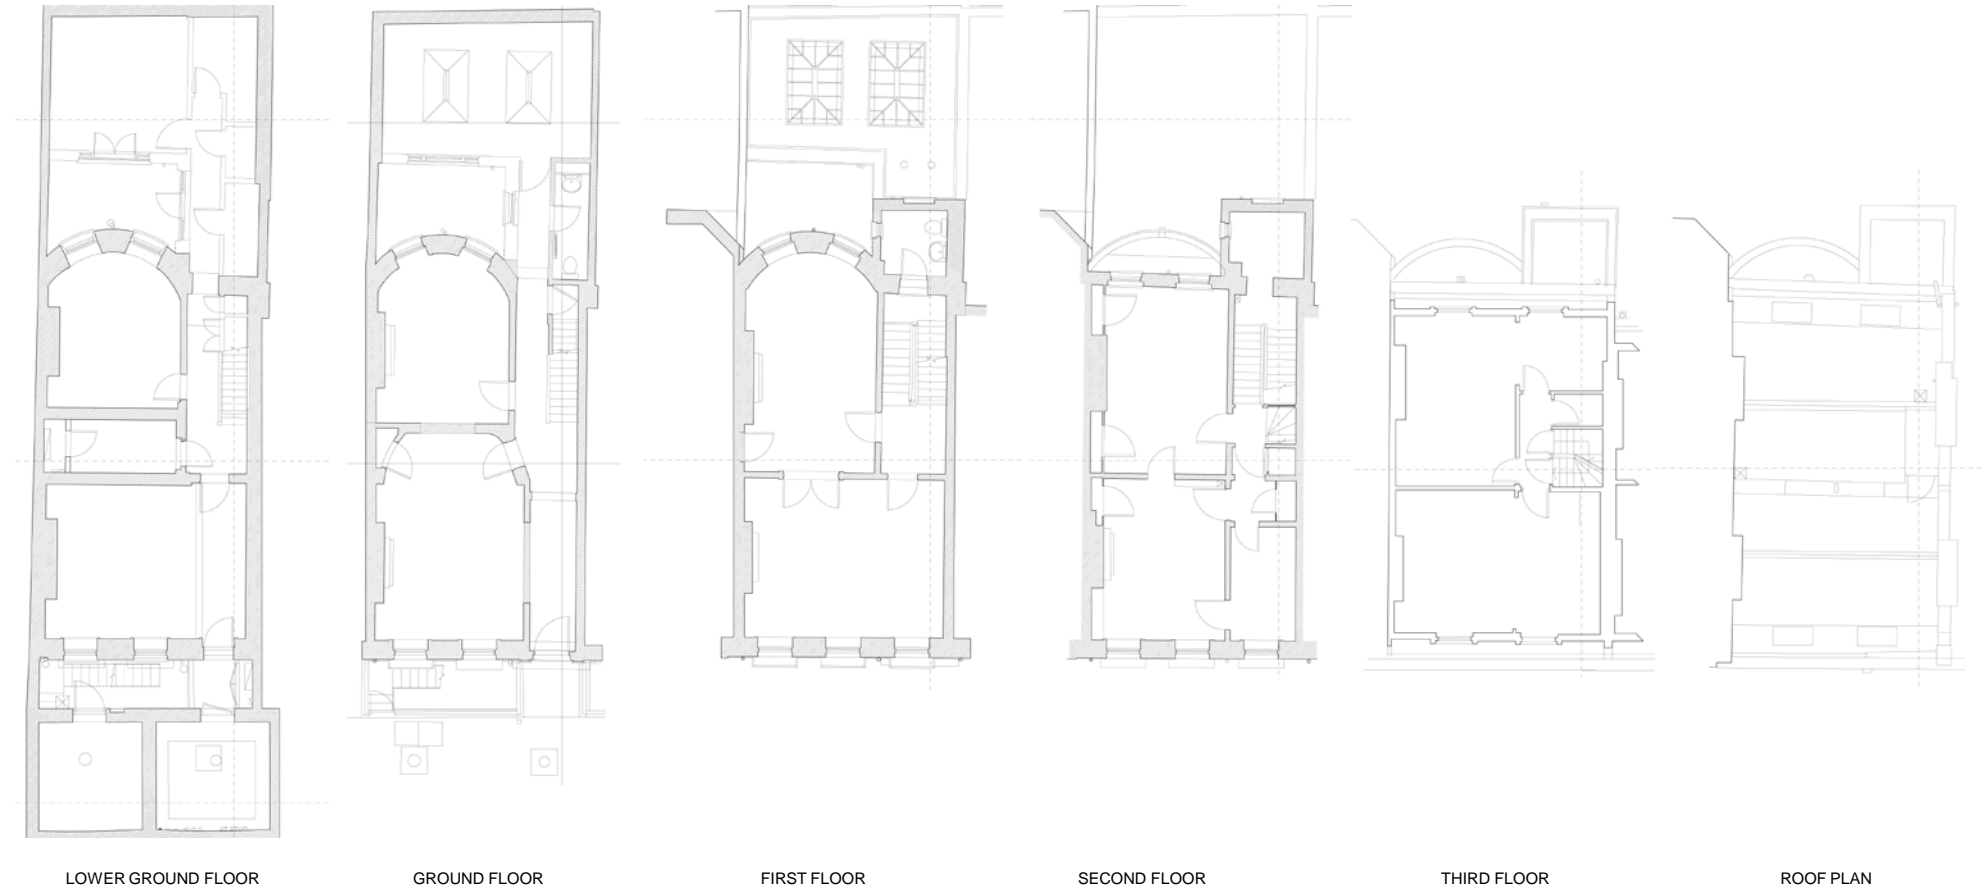 LOWER GROUND FLOOR
GROUND FLOOR
FIRST FLOOR
SECOND FLOOR
THIRD FLOOR
ROOF PLAN